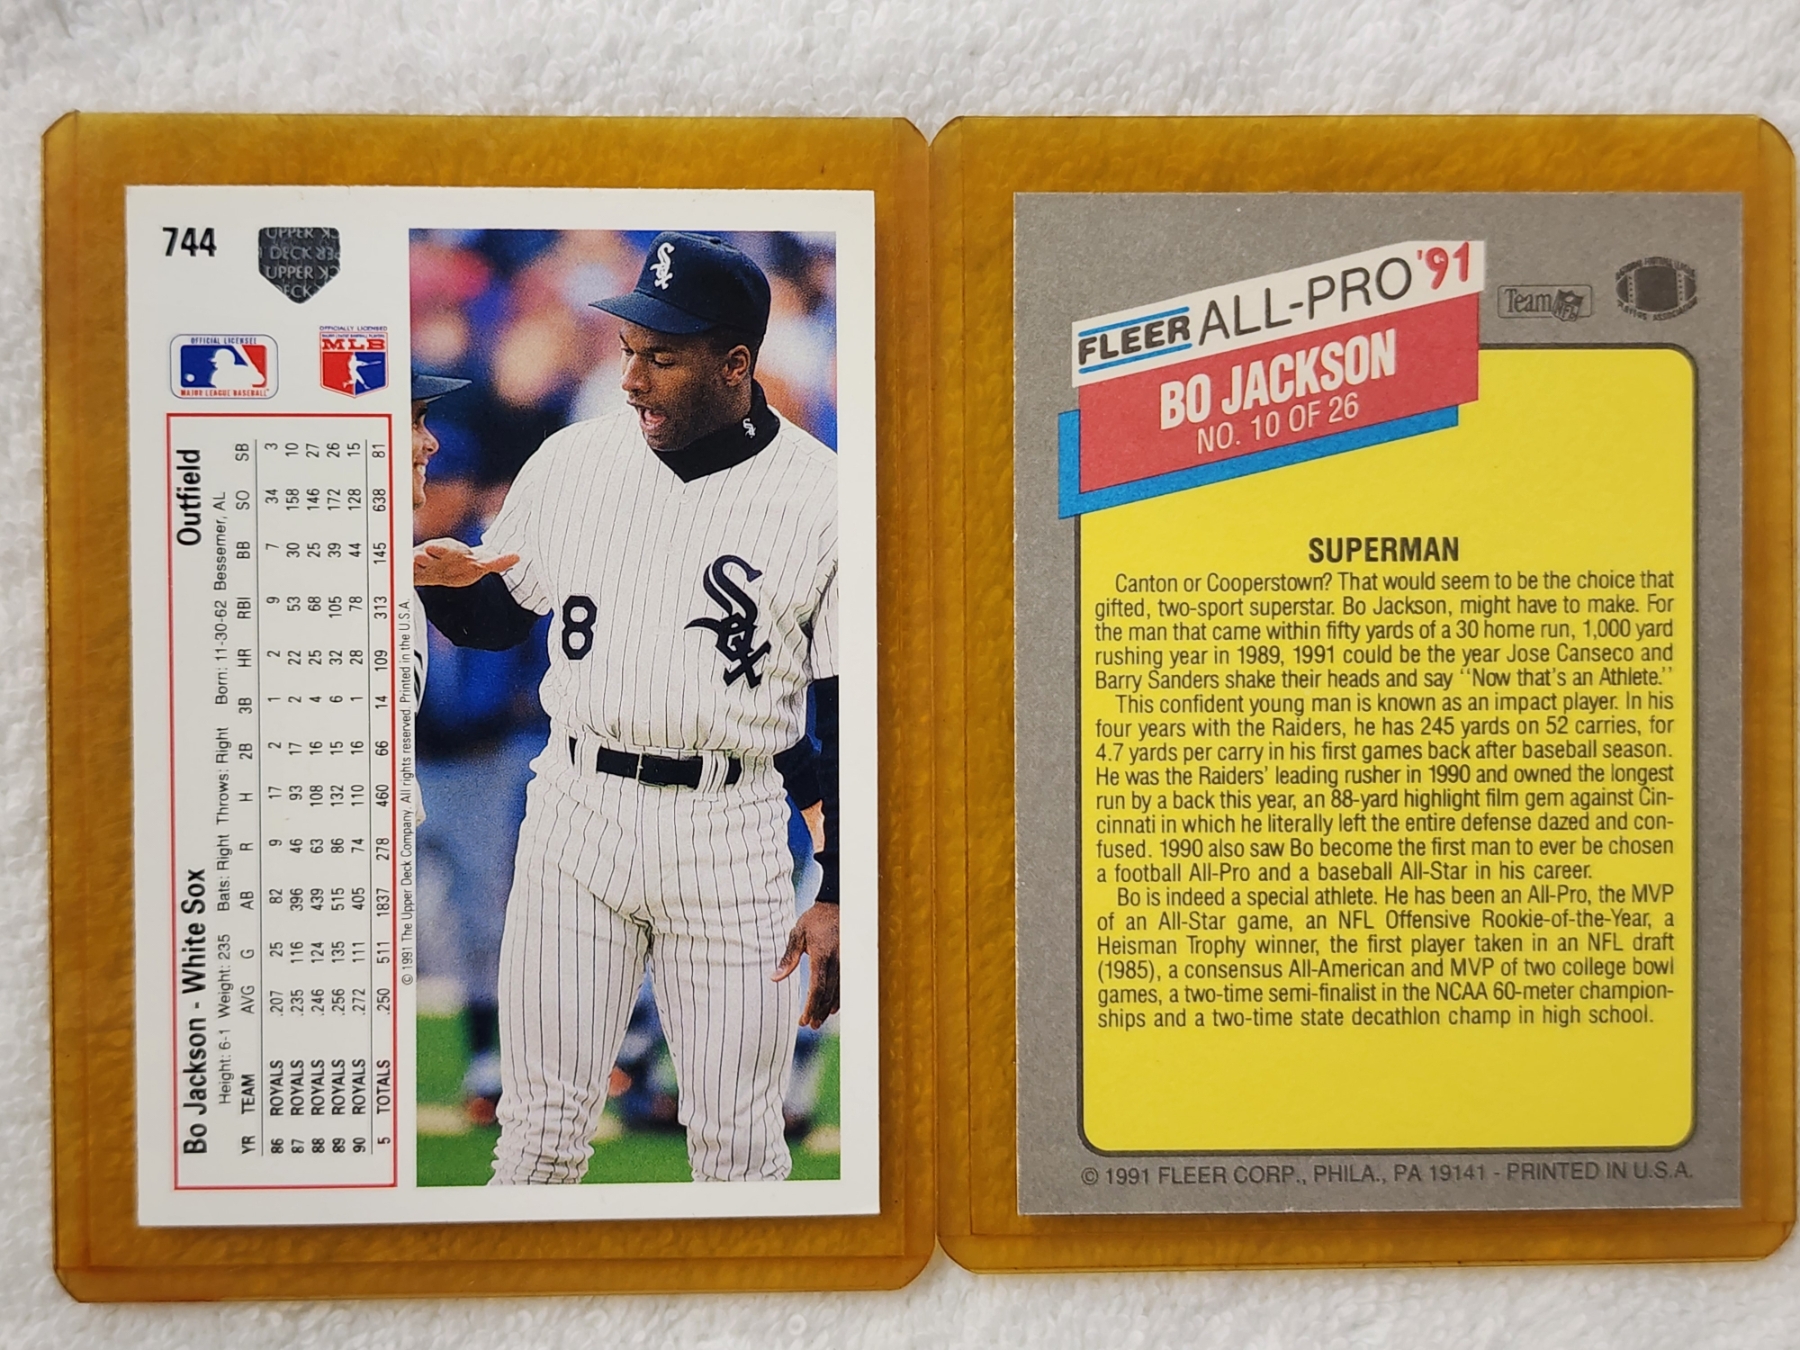 744
UPPER
DECK
UPPER
DECK
OFFICIAL LICENSEE
MAJOR LEAGUE BASEBALL
OFFICIALLY LICENSED
MLB
Bo Jackson - White Sox Outfield
Height: 6-1 Weight: 235 Bats: Right Throws: Right Born: 11-30-62 Bessemer, AL
YR TEAM AVG G AB R H 2B 3B HR RBI BB SO SB
86 ROYALS .207 25 82 9 17 2 1 2 9 7 34 3
87 ROYALS .235 116 396 46 93 17 2 22 53 30 158 10
88 ROYALS .246 124 439 63 108 16 4 25 68 25 146 27
89 ROYALS .256 135 515 86 132 15 6 32 105 39 172 26
90 ROYALS .272 111 405 74 110 16 1 28 78 44 128 15
5 TOTALS .250 511 1837 278 460 66 14 109 313 145 638 81
© 1991 The Upper Deck Company. All rights reserved. Printed in the U.S.A.
Sox
Sox
8
Sox
FLEER ALL-PRO '91
BO JACKSON
NO. 10 OF 26
Team NFL
SUPERMAN
Canton or Cooperstown? That would seem to be the choice that
gifted, two-sport superstar. Bo Jackson, might have to make. For
the man that came within fifty yards of a 30 home run, 1,000 yard
rushing year in 1989, 1991 could be the year Jose Canseco and
Barry Sanders shake their heads and say "Now that's an Athlete."
This confident young man is known as an impact player. In his
four years with the Raiders, he has 245 yards on 52 carries, for
4.7 yards per carry in his first games back after baseball season.
He was the Raiders' leading rusher in 1990 and owned the longest
run by a back this year, an 88-yard highlight film gem against Cin-
cinnati in which he literally left the entire defense dazed and con-
fused. 1990 also saw Bo become the first man to ever be chosen
a football All-Pro and a baseball All-Star in his career.
Bo is indeed a special athlete. He has been an All-Pro, the MVP
of an All-Star game, an NFL Offensive Rookie-of-the-Year, a
Heisman Trophy winner, the first player taken in an NFL draft
(1985), a consensus All-American and MVP of two college bowl
games, a two-time semi-finalist in the NCAA 60-meter champion-
ships and a two-time state decathlon champ in high school.
© 1991 FLEER CORP., PHILA., PA 19141 - PRINTED IN U.S.A.